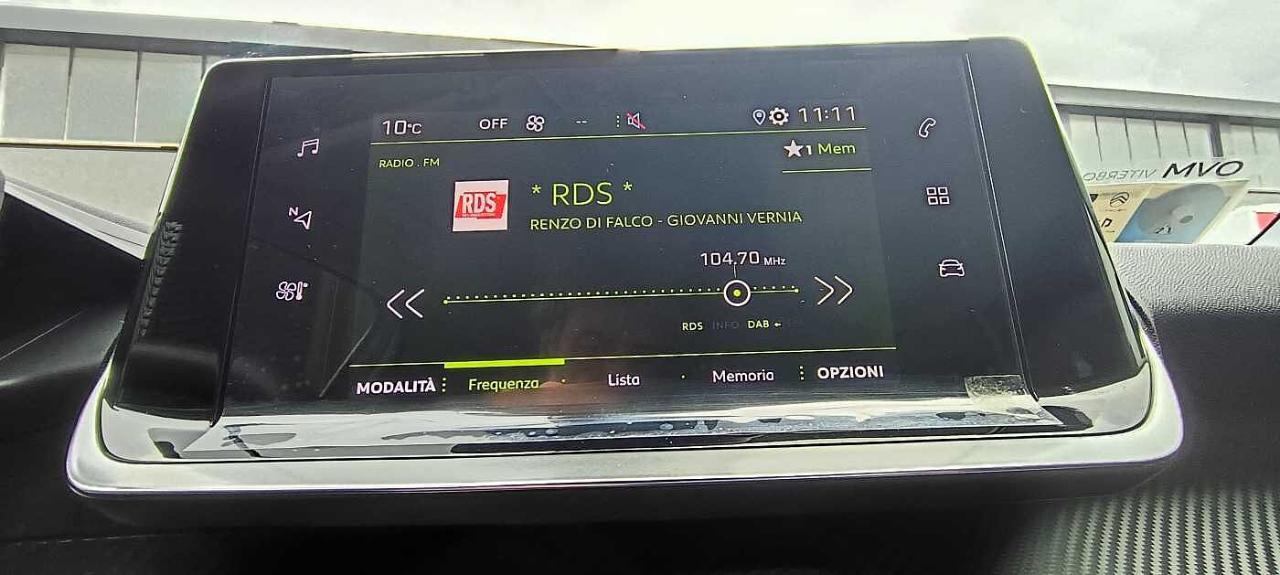 10°C OFF -- 11:11
RADIO . FM
★1 Mem
RDS
* RDS *
RENZO DI FALCO - GIOVANNI VERNIA
104.70 MHz
RDS INFO DAB
MODALITÀ Frequenza Lista Memoria OPZIONI
N
MVO VITERBO